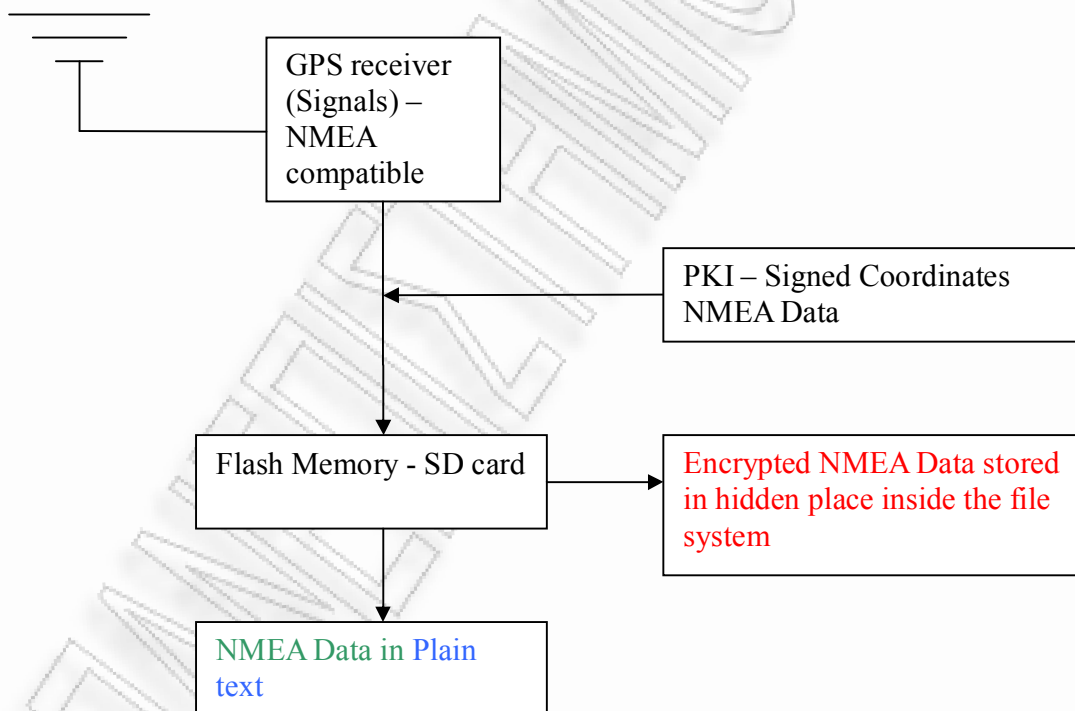 GPS receiver
(Signals) –
NMEA
compatible
PKI – Signed Coordinates
NMEA Data
Flash Memory - SD card
Encrypted NMEA Data stored
in hidden place inside the file
system
NMEA Data in Plain
text